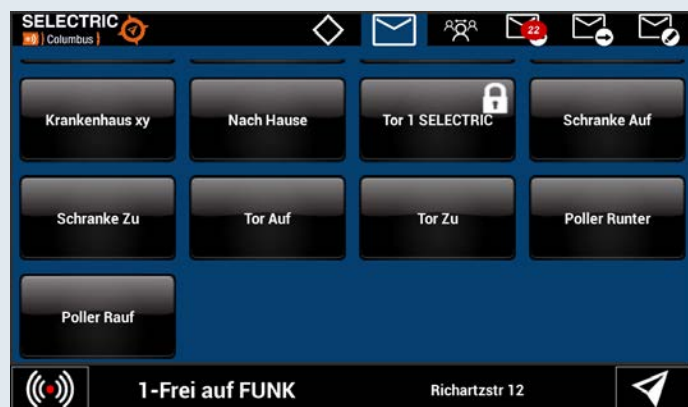 SELECTRIC
Columbus
22
Krankenhaus xy
Nach Hause
Tor 1 SELECTRIC
Schranke Auf
Schranke Zu
Tor Auf
Tor Zu
Poller Runter
Poller Rauf
1-Frei auf FUNK
Richartzstr 12